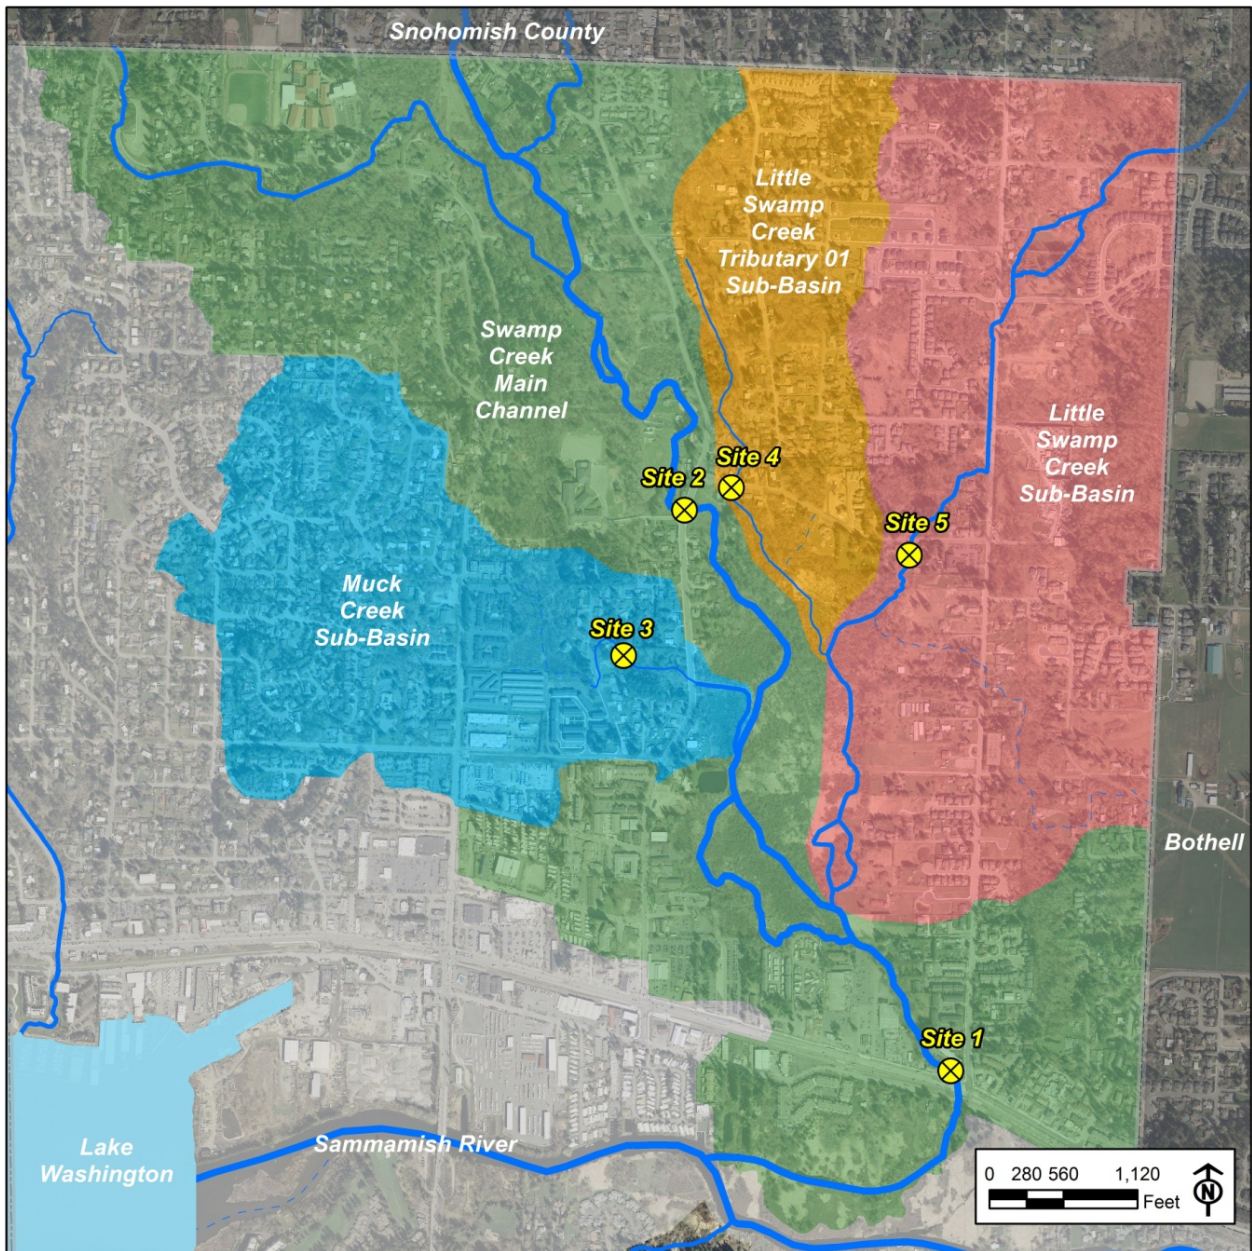 Snohomish County
Little
Swamp
Creek
Tributary 01
Sub-Basin
Swamp
Creek
Main
Channel
Little
Swamp
Creek
Sub-Basin
Site 4
Site 2
Site 5
Muck
Creek
Sub-Basin
Site 3
Bothell
Site 1
Lake
Washington
Sammamish River
0 280 560 1,120
Feet
N